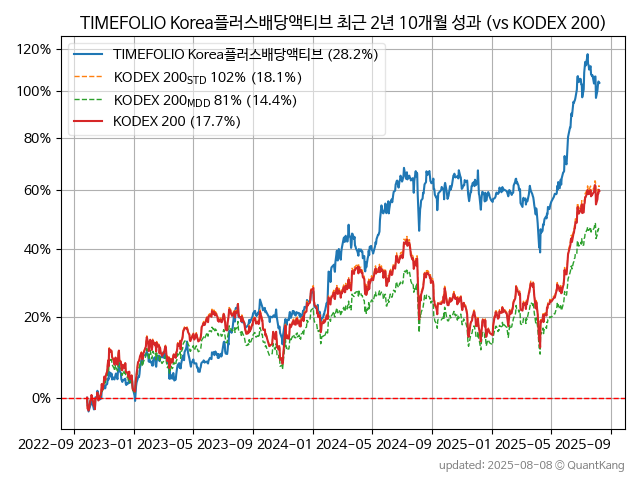 TIMEFOLIO Korea플러스배당액티브 최근 2년 10개월 성과 (vs KODEX 200)
TIMEFOLIO Korea플러스배당액티브 (28.2%)
KODEX 200STD 102% (18.1%)
KODEX 200MDD 81% (14.4%)
KODEX 200 (17.7%)
120%
100%
80%
60%
40%
20%
0%
2022-09 2023-01 2023-05 2023-09 2024-01 2024-05 2024-09 2025-01 2025-05 2025-09
updated: 2025-08-08 © QuantKang